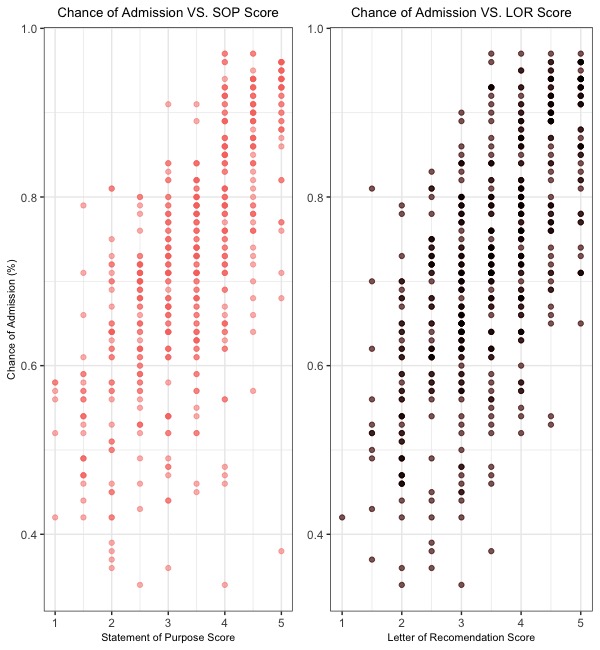 Chance of Admission VS. SOP Score
Chance of Admission VS. LOR Score
Chance of Admission (%)
1.0
0.8
0.6
0.4
1 2 3 4 5
Statement of Purpose Score
1.0
0.8
0.6
0.4
1 2 3 4 5
Letter of Recomendation Score